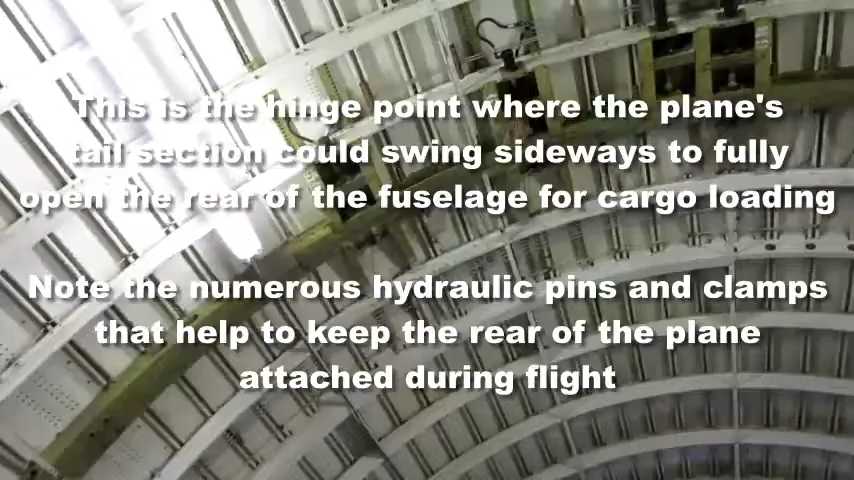 This is the hinge point where the plane's
tail section could swing sideways to fully
open the rear of the fuselage for cargo loading
Note the numerous hydraulic pins and clamps
that help to keep the rear of the plane
attached during flight